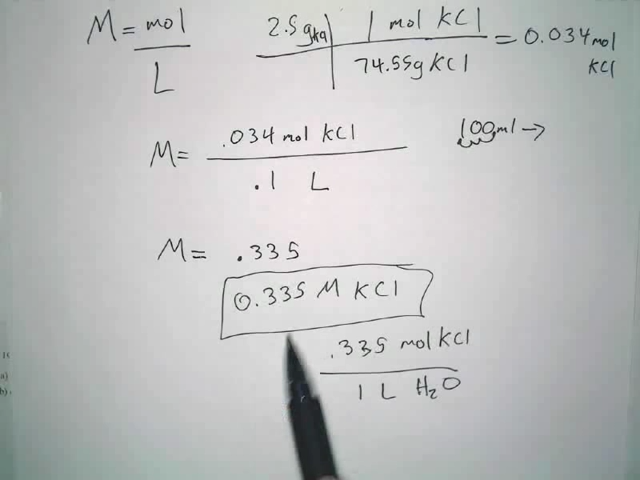 M = mol / L
2.5 g KCl | 1 mol KCl / 74.55 g KCl = 0.034 mol KCl
M = .034 mol KCl / .1 L
100 ml →
M = .335
0.335 M KCl
.335 mol KCl / 1 L H₂O
a)
b)